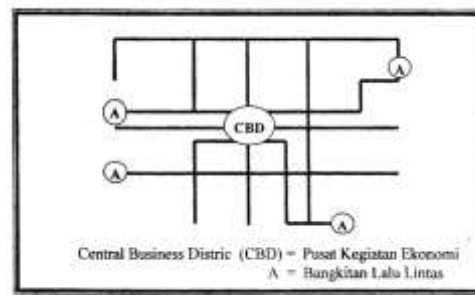 A
A
CBD
A
A
Central Business Distric (CBD) = Pusat Kegiatan Ekonomi
A = Bangkitan Lalu Lintas